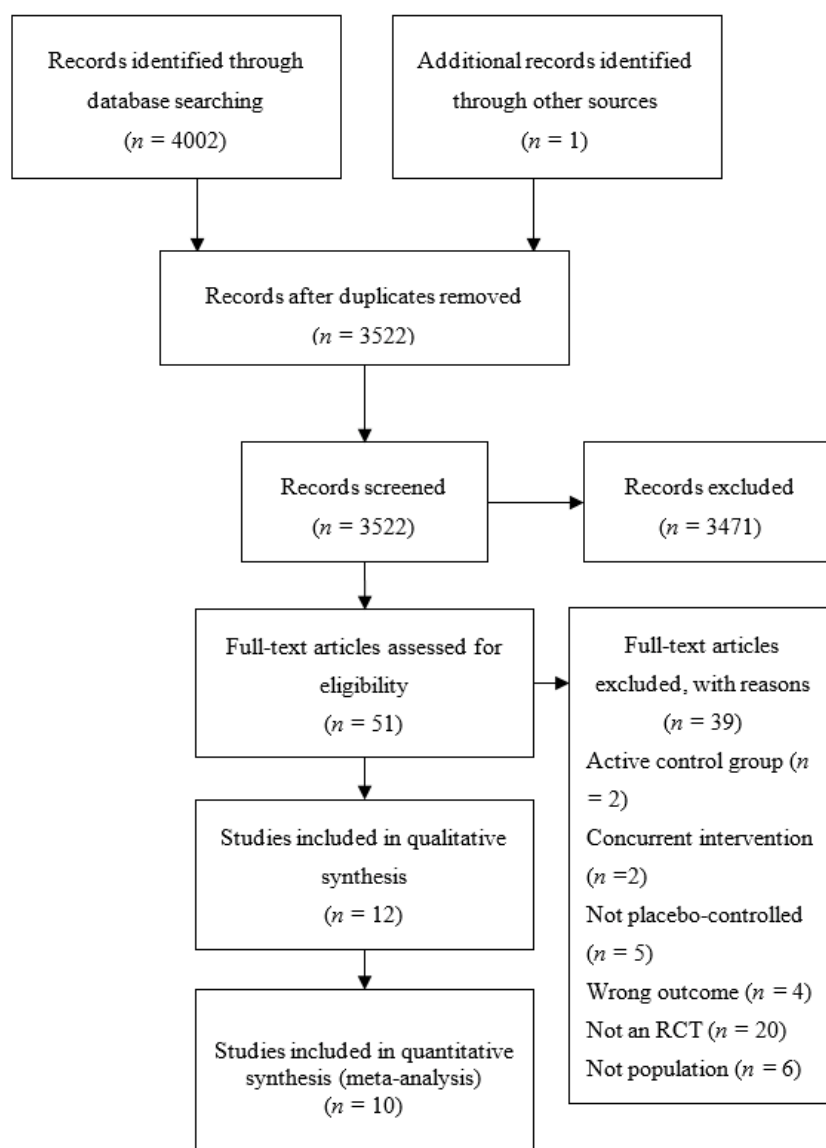 Records identified through
database searching
(n = 4002)
Additional records identified
through other sources
(n = 1)
Records after duplicates removed
(n = 3522)
Records screened
(n = 3522)
Records excluded
(n = 3471)
Full-text articles assessed for
eligibility
(n = 51)
Full-text articles
excluded, with reasons
(n = 39)
Active control group (n
= 2)
Concurrent intervention
(n =2)
Not placebo-controlled
(n = 5)
Wrong outcome (n = 4)
Not an RCT (n = 20)
Not population (n = 6)
Studies included in qualitative
synthesis
(n = 12)
Studies included in quantitative
synthesis (meta-analysis)
(n = 10)